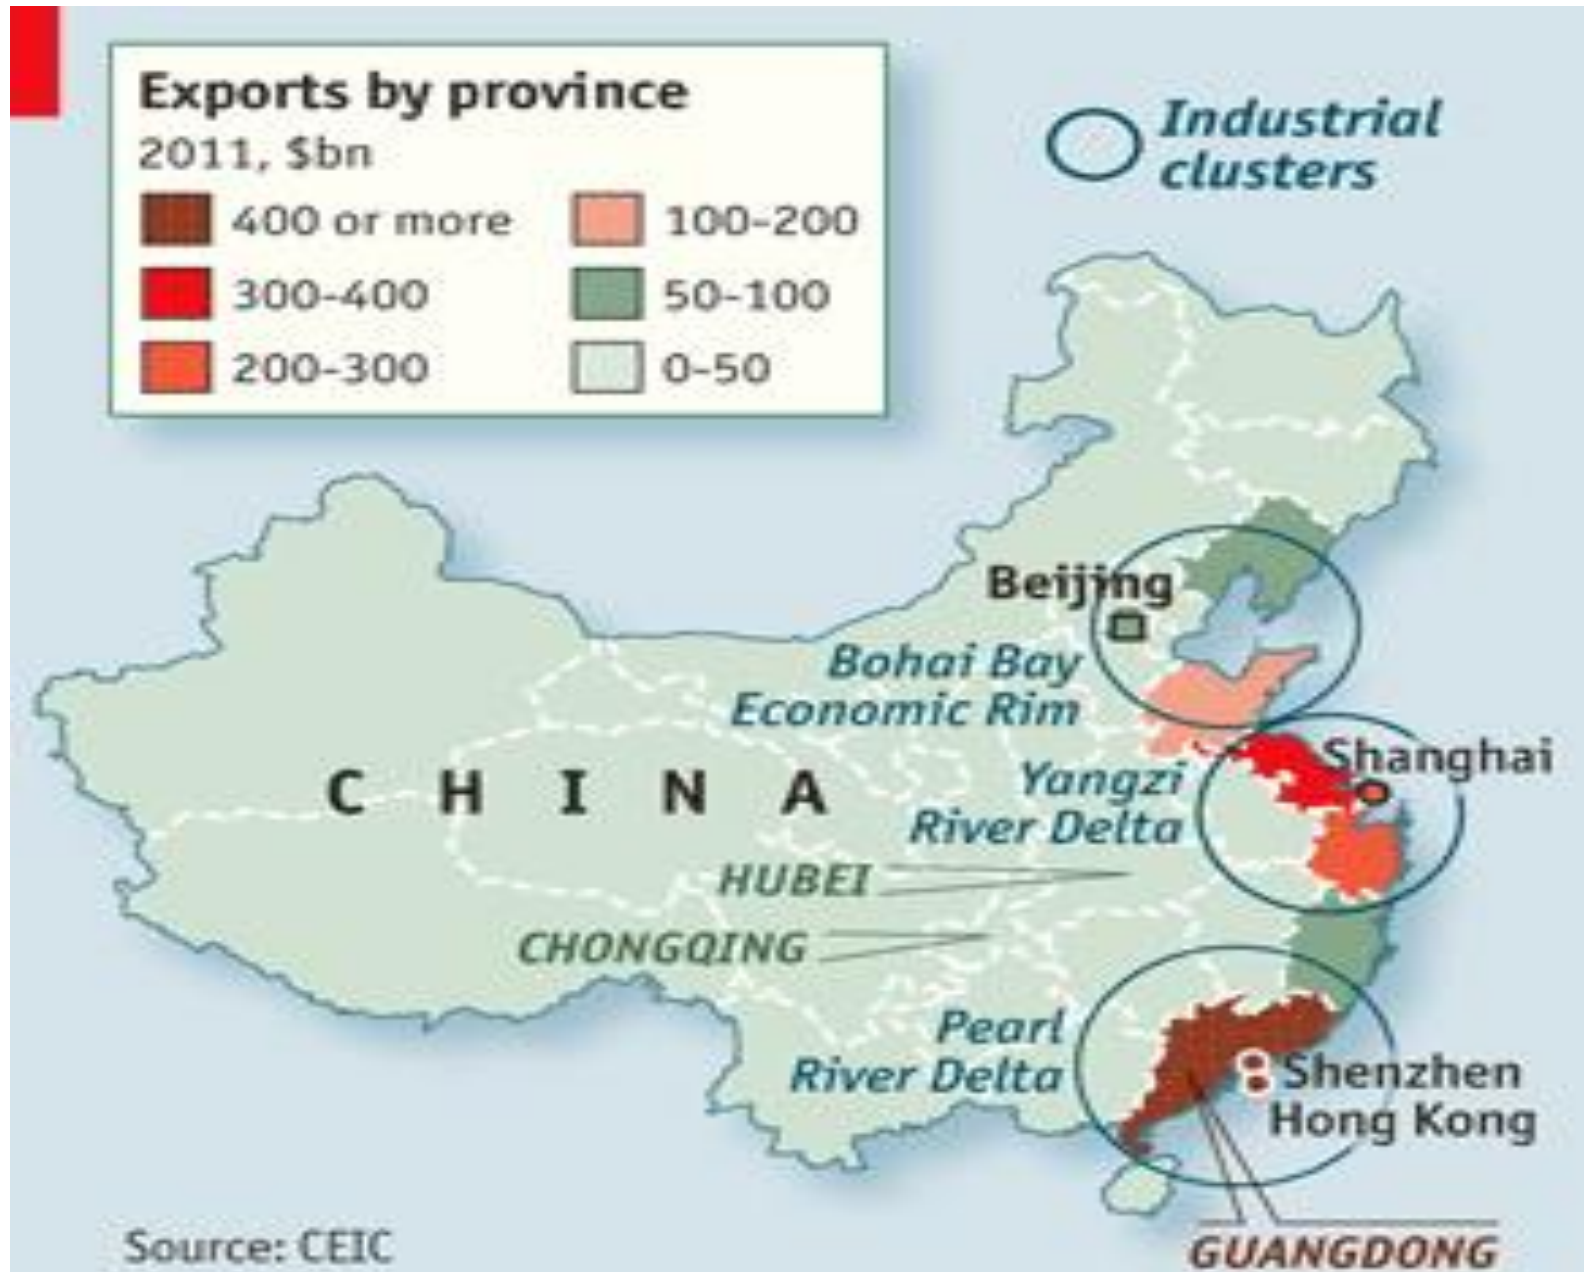 Exports by province
2011, $bn
400 or more
300-400
200-300
100-200
50-100
0-50
Industrial
clusters
Beijing
Bohai Bay
Economic Rim
Shanghai
Yangzi
River Delta
CHINA
HUBEI
CHONGQING
Pearl
River Delta
Shenzhen
Hong Kong
GUANGDONG
Source: CEIC